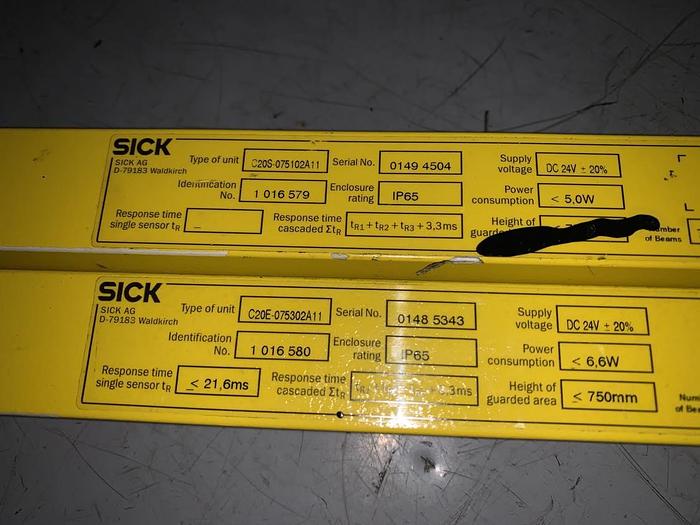 SICK
SICK AG
D-79183 Waldkirch
Type of unit C20S-075102A11 Serial No. 0149 4504 Supply voltage DC 24V ± 20%
Identification No. 1 016 579 Enclosure rating IP65 Power consumption < 5,0W
Response time single sensor tR – Response time cascaded ΣtR tR1 + tR2 + tR3 + 3,3ms Height of
of Beams
SICK
SICK AG
D-79183 Waldkirch
Type of unit C20E-075302A11 Serial No. 0148 5343 Supply voltage DC 24V ± 20%
Identification No. 1 016 580 Enclosure rating IP65 Power consumption < 6,6W
Response time single sensor tR ≤ 21,6ms Response time cascaded ΣtR tR1 + tR2 + tR3 + 3,3ms Height of guarded area ≤ 750mm